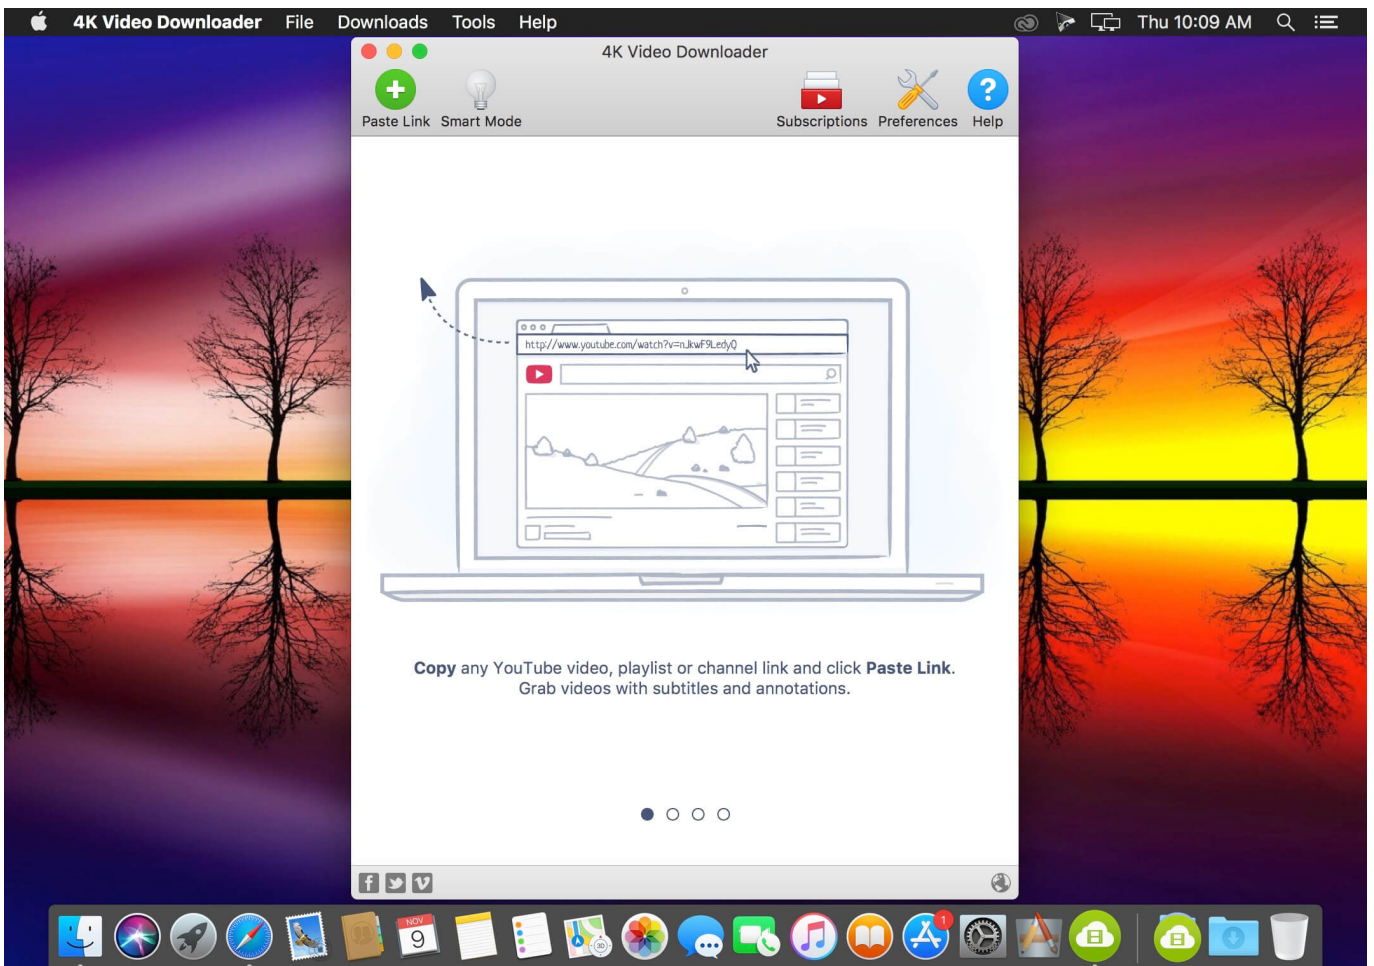 4K Video Downloader File Downloads Tools Help Thu 10:09 AM
4K Video Downloader
Paste Link Smart Mode Subscriptions Preferences Help
http://www.youtube.com/watch?v=nJkwF9LedyQ
Copy any YouTube video, playlist or channel link and click Paste Link.
Grab videos with subtitles and annotations.
NOV
9
3D
1